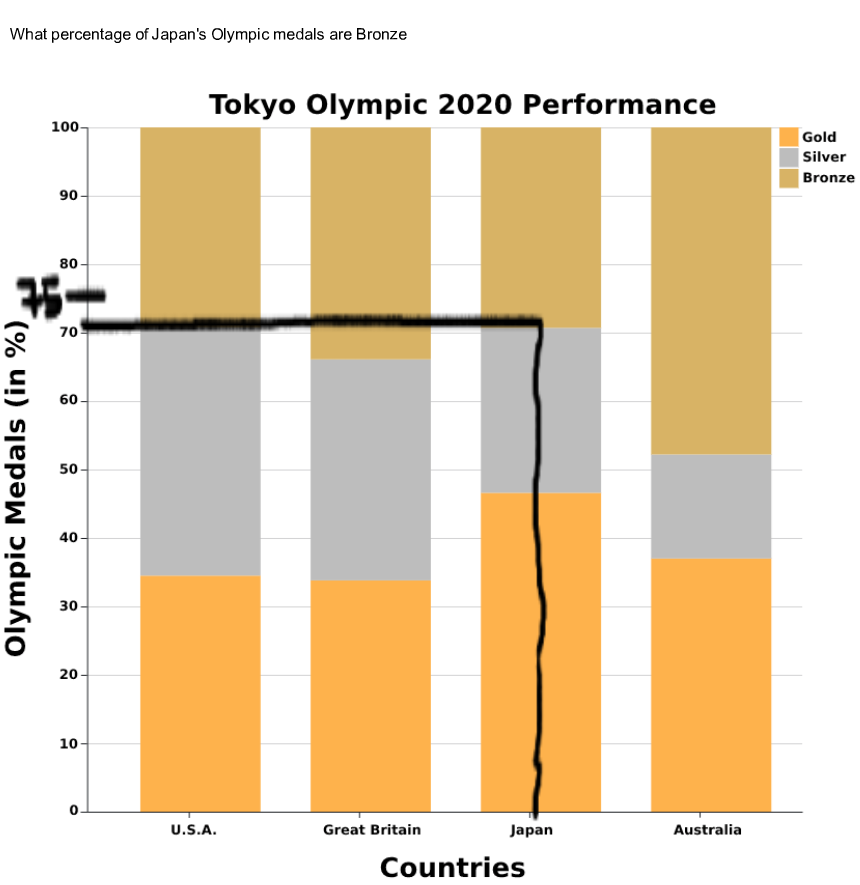 What percentage of Japan's Olympic medals are Bronze
Tokyo Olympic 2020 Performance
Gold
Silver
Bronze
100
90
80
75
70
60
50
40
30
20
10
0
Olympic Medals (in %)
U.S.A. Great Britain Japan Australia
Countries